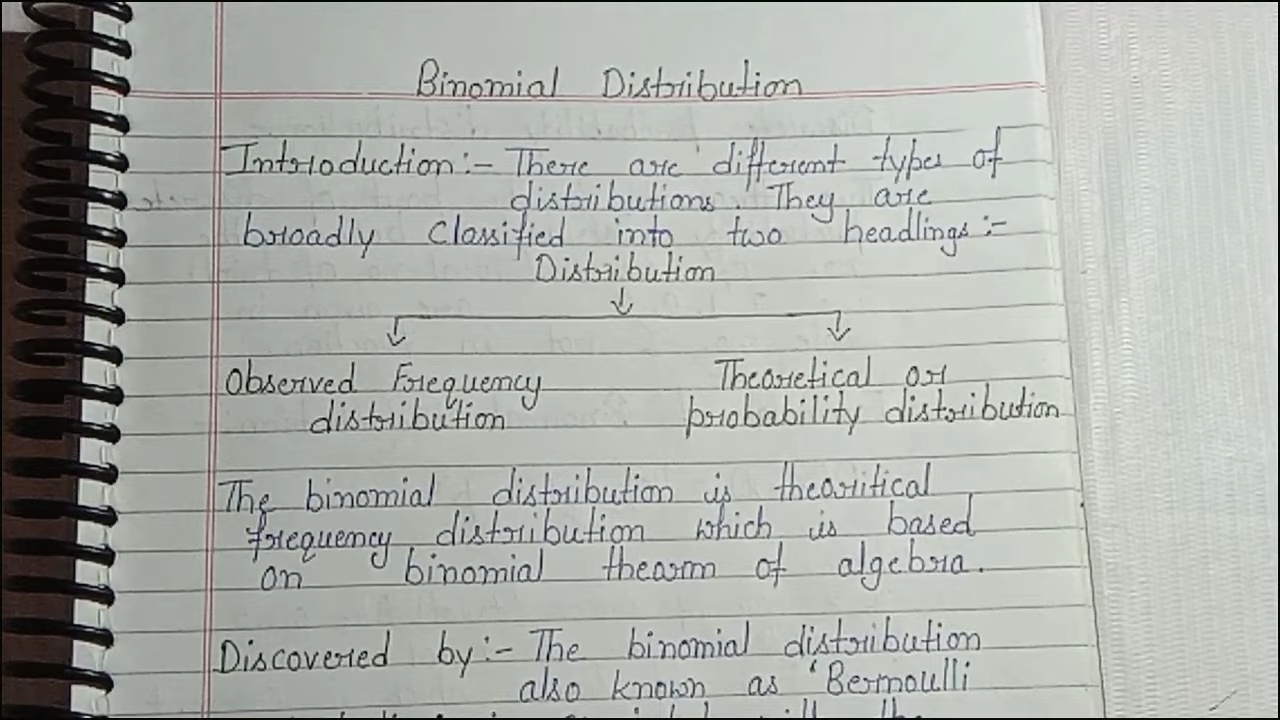 Binomial Distribution
Introduction:- There are different types of
distributions. They are
broadly classified into two headlings:-
Distribution
Observed Frequency distribution
Theoretical or probability distribution
The binomial distribution is theoritical
frequency distribution which is based
on binomial thearm of algebra.
Discovered by:- The binomial distribution
also known as 'Bernoulli